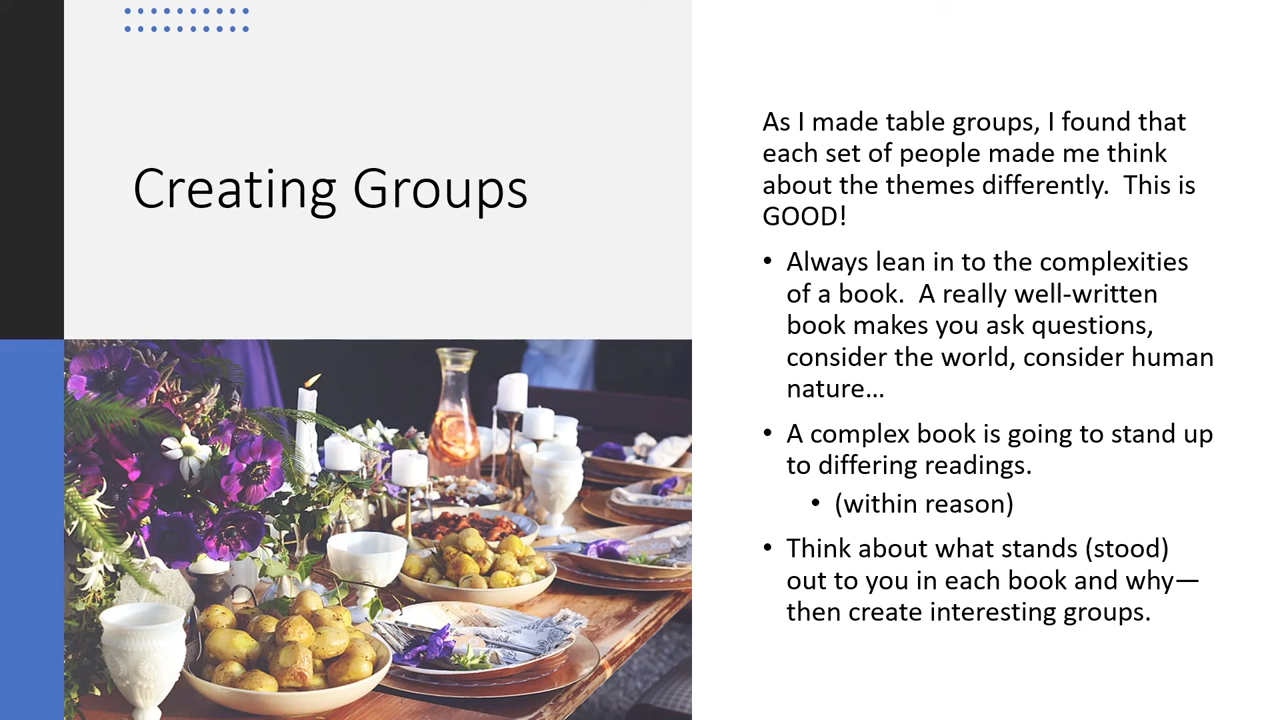 Creating Groups
As I made table groups, I found that
each set of people made me think
about the themes differently.  This is
GOOD!
• Always lean in to the complexities
of a book.  A really well-written
book makes you ask questions,
consider the world, consider human
nature…
• A complex book is going to stand up
to differing readings.
• (within reason)
• Think about what stands (stood)
out to you in each book and why—
then create interesting groups.